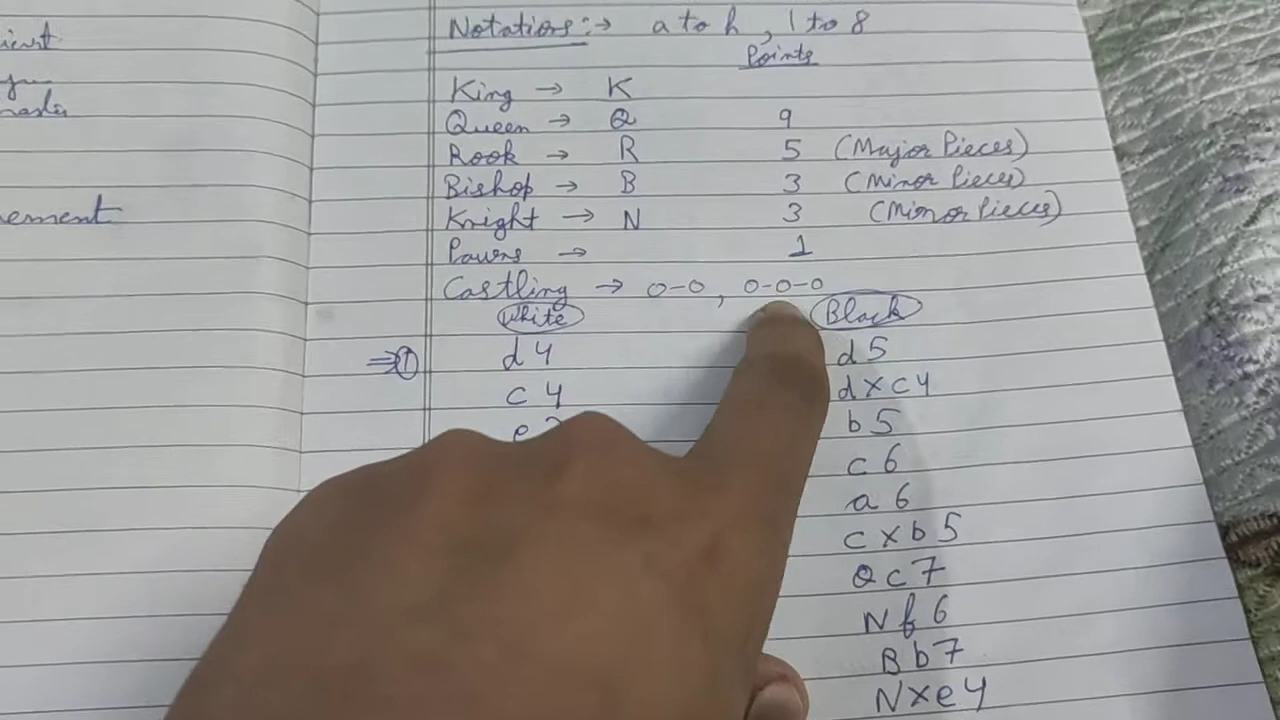 Notations :→ a to h , 1 to 8
Points
King → K
Queen → Q 9
Rook → R 5 (Major Pieces)
Bishop → B 3 (Minor Pieces)
Knight → N 3 (Minor Pieces)
Pawns → 1
Castling → 0-0 , 0-0-0
White Black
⇒① d4 d5
c4 dxc4
b5
c6
a6
cxb5
Qc7
Nf6
Bb7
Nxe4
ement